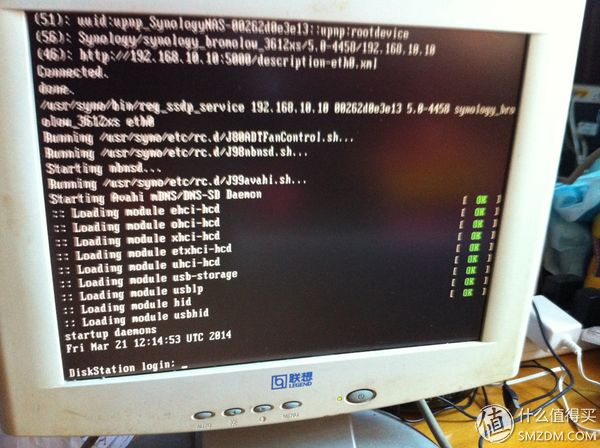 (51): uuid:upnp_SynologyNAS-00262d0e3e13::upnp:rootdevice
(56): Synology/synology_bromolow_3612xs/5.0-4458/192.168.10.10
(46): http://192.168.10.10:5000/description-eth0.xml
Connected.
done.
/usr/syno/bin/reg_ssdp_service 192.168.10.10 00262d0e3e13 5.0-4458 synology_bro
olow_3612xs eth0
Running /usr/syno/etc/rc.d/J80ADTFanControl.sh...
Running /usr/syno/etc/rc.d/J98nbnsd.sh...
Starting nbnsd...
Running /usr/syno/etc/rc.d/J99avahi.sh...
Starting Avahi mDNS/DNS-SD Daemon
:: Loading module ehci-hcd [ OK ]
:: Loading module ohci-hcd [ OK ]
:: Loading module xhci-hcd [ OK ]
:: Loading module etxhci-hcd [ OK ]
:: Loading module uhci-hcd [ OK ]
:: Loading module usb-storage [ OK ]
:: Loading module usblp [ OK ]
:: Loading module hid [ OK ]
:: Loading module usbhid [ OK ]
startup daemons
Fri Mar 21 12:14:53 UTC 2014
DiskStation login: _
联想
LEGEND
MENU
值 什么值得买
SMZDM.COM